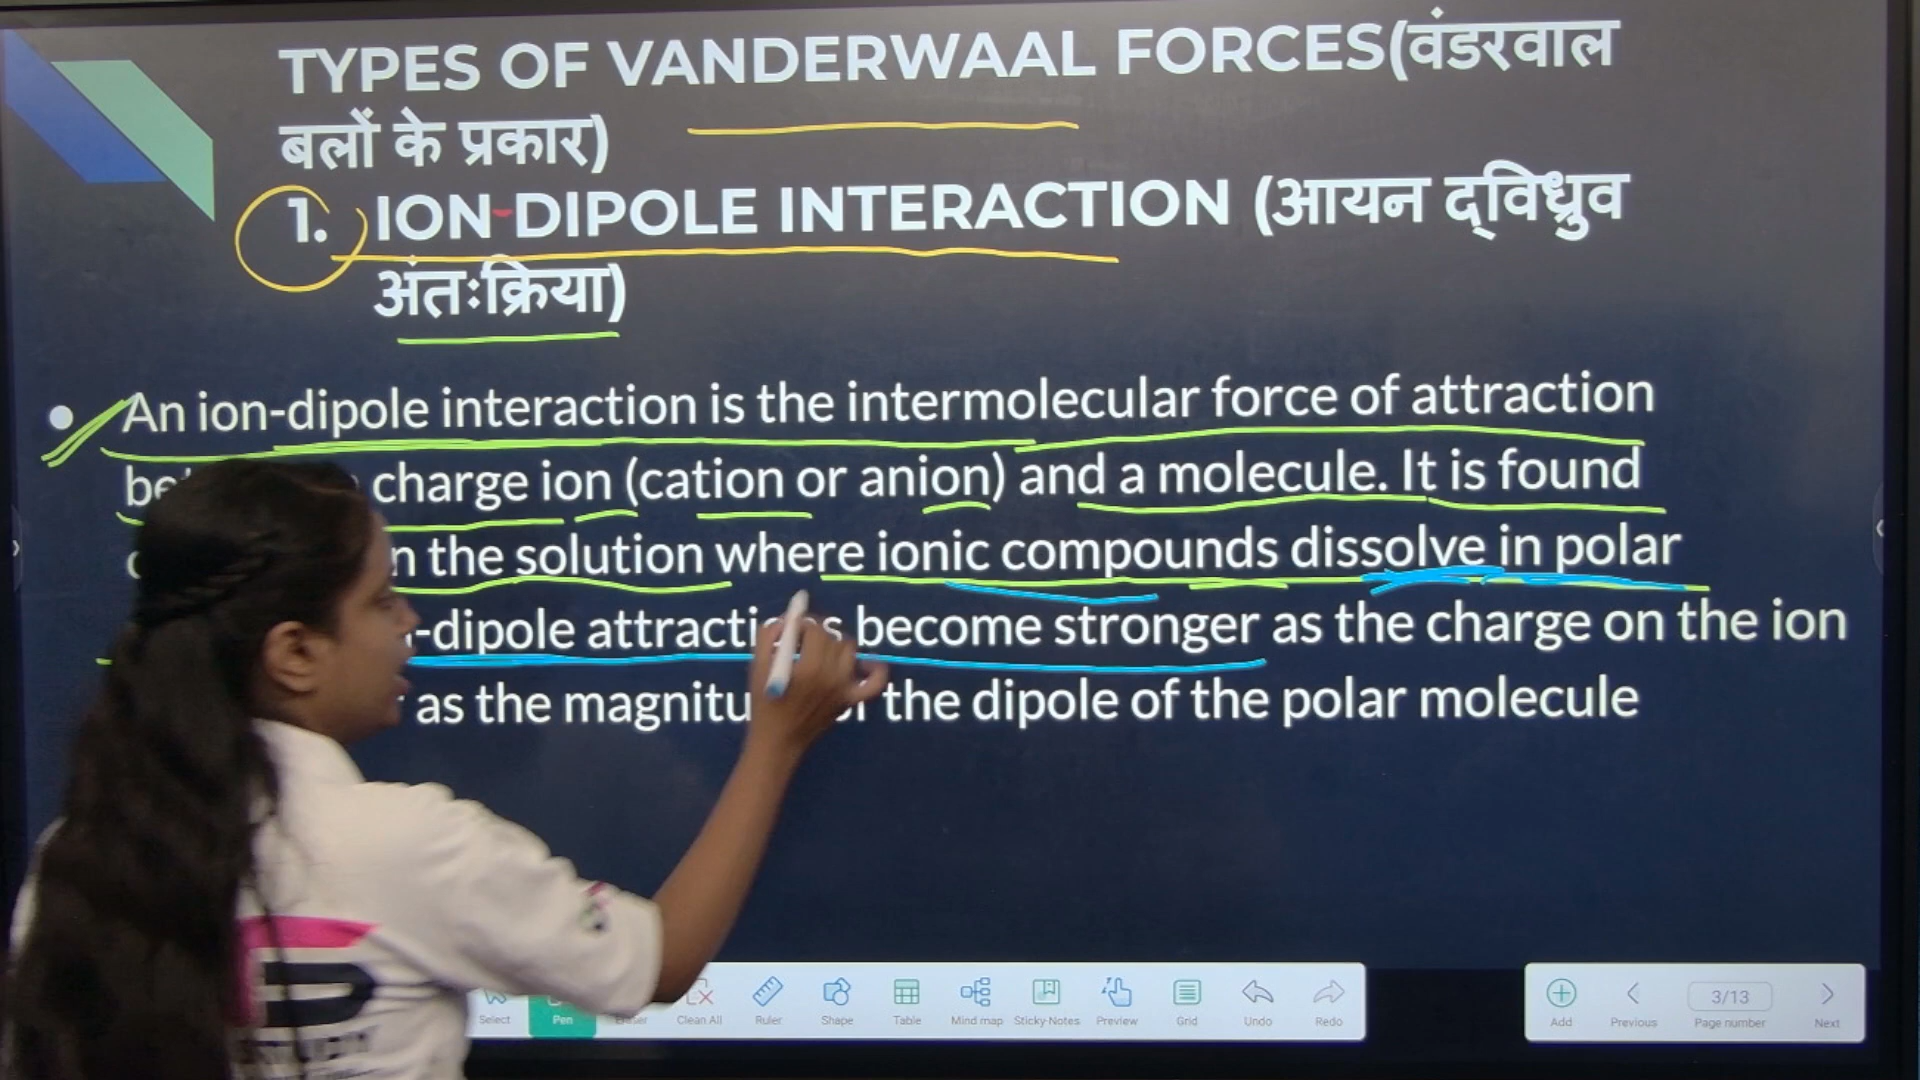 TYPES OF VANDERWAAL FORCES(वंडरवाल
बलों के प्रकार)
1. ION-DIPOLE INTERACTION (आयन द्विध्रुव
अंतःक्रिया)
An ion-dipole interaction is the intermolecular force of attraction
charge ion (cation or anion) and a molecule. It is found
the solution where ionic compounds dissolve in polar
-dipole become stronger as the charge on the ion
as the the dipole of the polar molecule
Select Pen Eraser Clean All Ruler Shape Table Mind map Sticky-Notes Preview Grid Undo Redo Add Previous 3/13 Page number Next